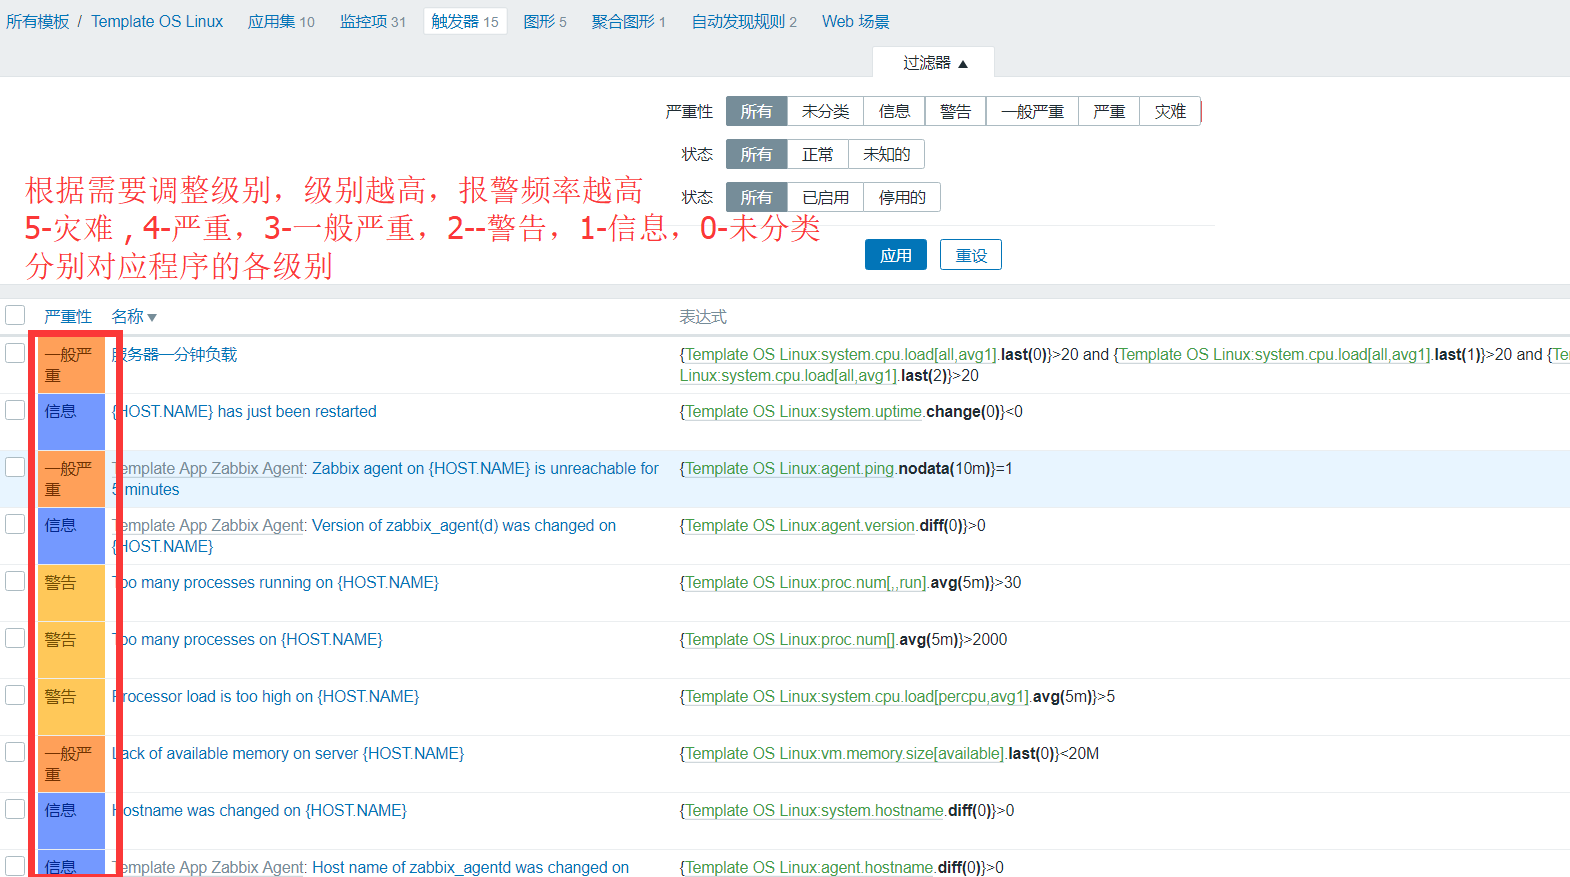 所有模板 / Template OS Linux 应用集 10 监控项 31 触发器 15 图形 5 聚合图形 1 自动发现规则 2 Web 场景
过滤器 ▲
严重性 所有 未分类 信息 警告 一般严重 严重 灾难
状态 所有 正常 未知的
状态 所有 已启用 停用的
根据需要调整级别，级别越高，报警频率越高
5-灾难 , 4-严重，3-一般严重，2--警告，1-信息，0-未分类
分别对应程序的各级别
应用 重设
严重性 名称▼ 表达式
一般严
重
服务器一分钟负载
{Template OS Linux:system.cpu.load[all,avg1].last(0)}>20 and {Template OS Linux:system.cpu.load[all,avg1].last(1)}>20 and {Te
Linux:system.cpu.load[all,avg1].last(2)}>20
信息 {HOST.NAME} has just been restarted {Template OS Linux:system.uptime.change(0)}<0
一般严
重
Template App Zabbix Agent: Zabbix agent on {HOST.NAME} is unreachable for
5 minutes
{Template OS Linux:agent.ping.nodata(10m)}=1
信息
Template App Zabbix Agent: Version of zabbix_agent(d) was changed on
{HOST.NAME}
{Template OS Linux:agent.version.diff(0)}>0
警告 Too many processes running on {HOST.NAME} {Template OS Linux:proc.num[,,run].avg(5m)}>30
警告 Too many processes on {HOST.NAME} {Template OS Linux:proc.num[].avg(5m)}>2000
警告 Processor load is too high on {HOST.NAME} {Template OS Linux:system.cpu.load[percpu,avg1].avg(5m)}>5
一般严
重
Lack of available memory on server {HOST.NAME}
{Template OS Linux:vm.memory.size[available].last(0)}<20M
信息 Hostname was changed on {HOST.NAME} {Template OS Linux:system.hostname.diff(0)}>0
信息 Template App Zabbix Agent: Host name of zabbix_agentd was changed on {Template OS Linux:agent.hostname.diff(0)}>0